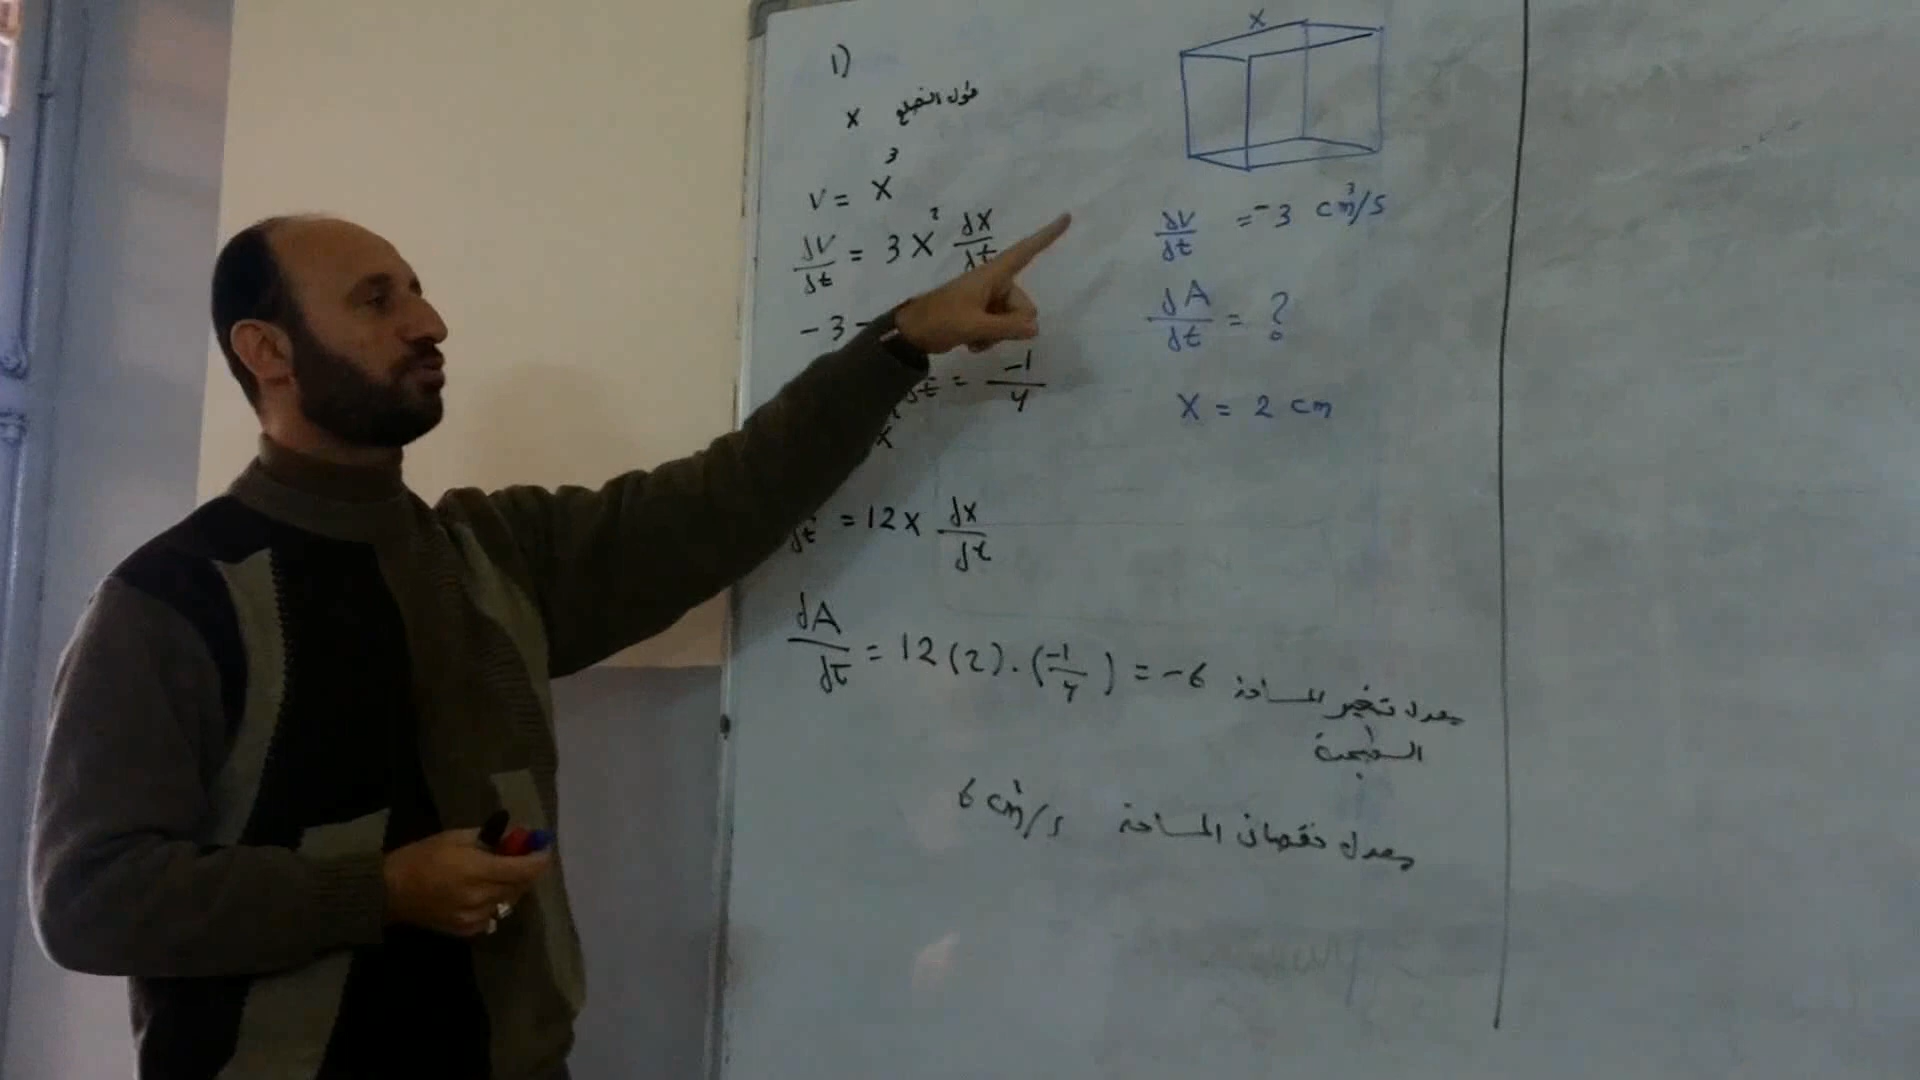 1)
x طول الضلع
V = x³
dV/dt = 3x² dx/dt
-3 =
dt = -1/4
x
dt = 12x dx/dt
dA/dt = 12(2).(-1/4) = -6 معدل تغير المساحة
السطحية
6 cm²/s معدل نقصان المساحة
x
dV/dt = -3 cm³/s
dA/dt = ?
x = 2 cm